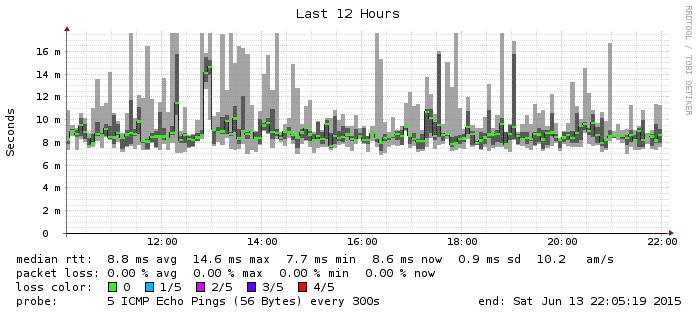 Last 12 Hours
RRDTOOL / TOBI OETIKER
Seconds
16 m
14 m
12 m
10 m
8 m
6 m
4 m
2 m
0
12:00 14:00 16:00 18:00 20:00 22:00
median rtt: 8.8 ms avg 14.6 ms max 7.7 ms min 8.6 ms now 0.9 ms sd 10.2 am/s
packet loss: 0.00 % avg 0.00 % max 0.00 % min 0.00 % now
loss color: 0 1/5 2/5 3/5 4/5
probe: 5 ICMP Echo Pings (56 Bytes) every 300s end: Sat Jun 13 22:05:19 2015